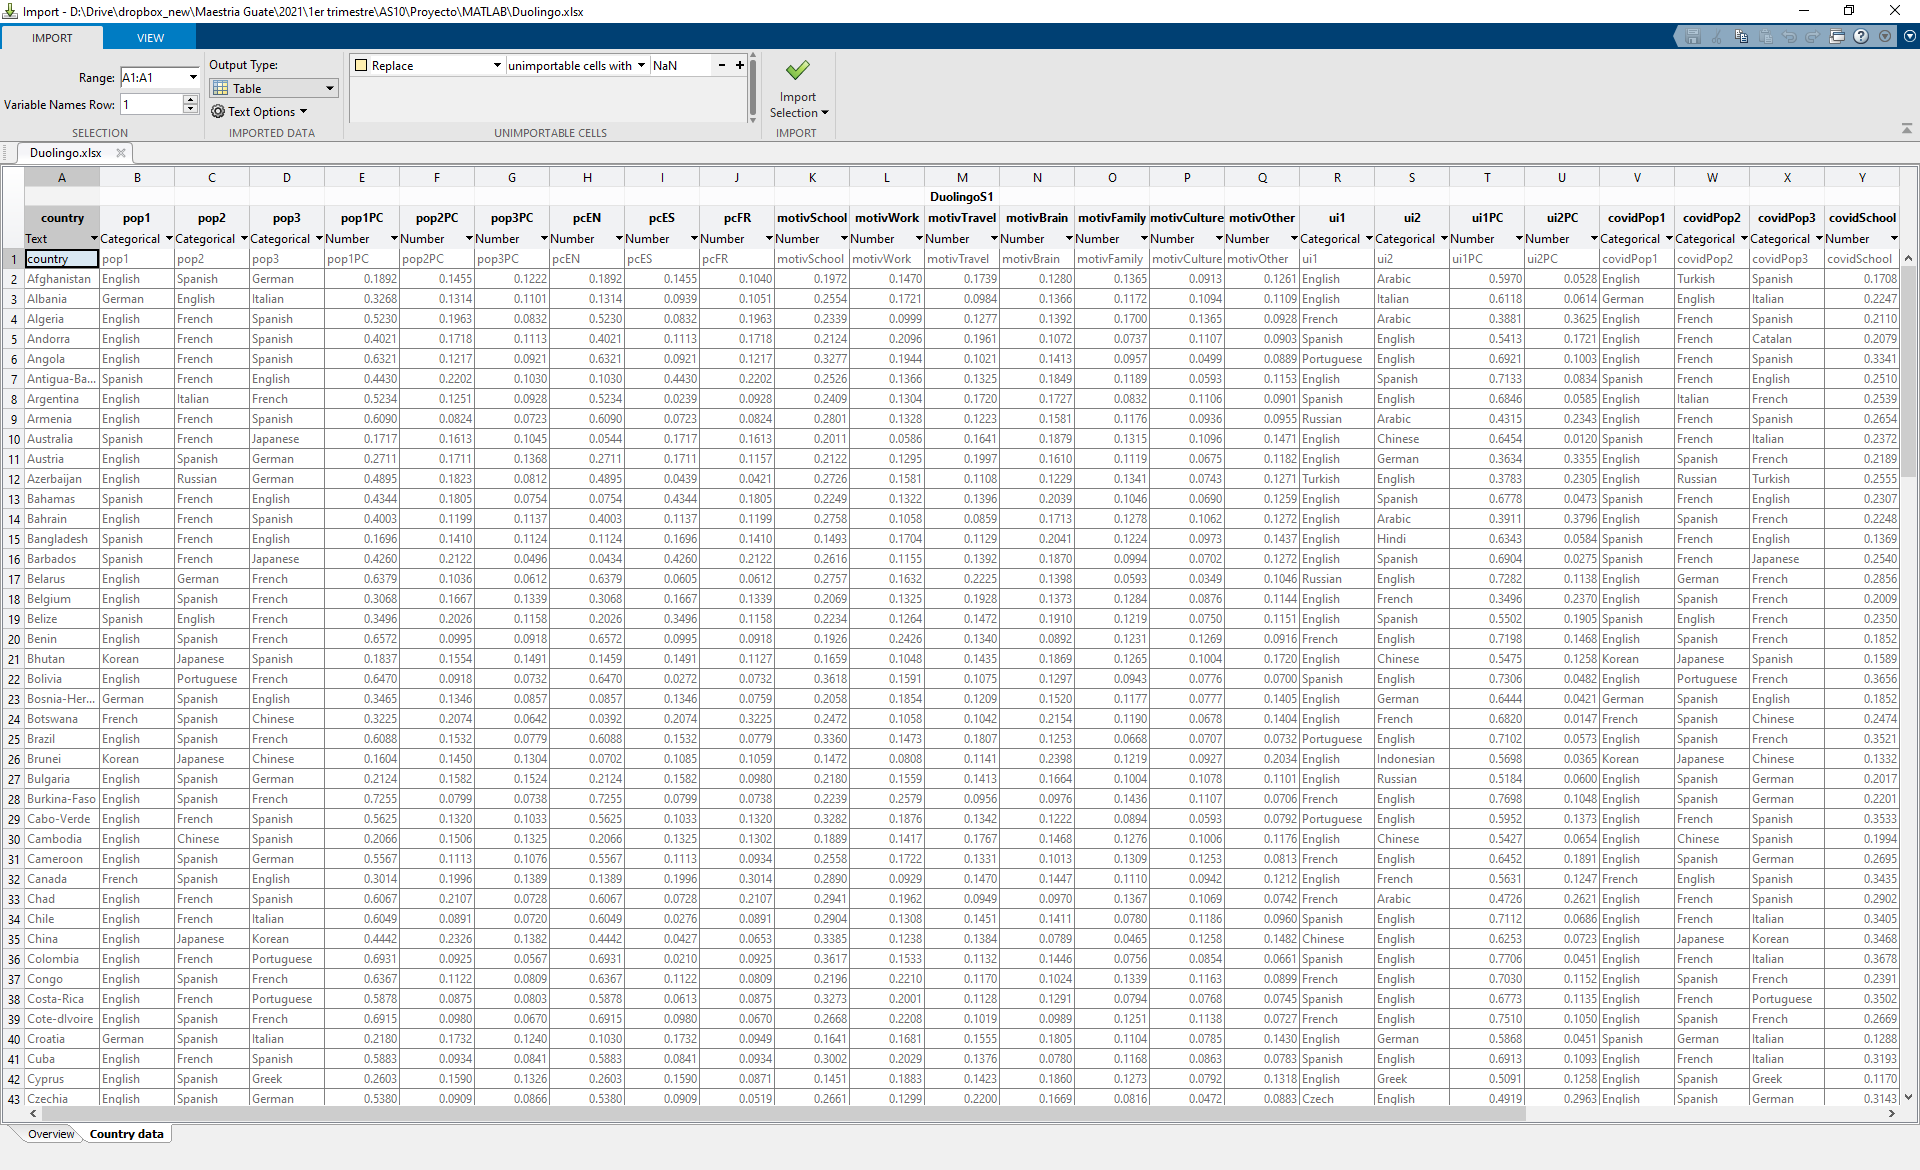 Import - D:\Drive\dropbox_new\Maestria Guate\2021\1er trimestre\AS10\Proyecto\MATLAB\Duolingo.xlsx
IMPORT VIEW
Range: A1:A1
Variable Names Row: 1
SELECTION
Output Type:
Table
Text Options
IMPORTED DATA
Replace unimportable cells with NaN - +
UNIMPORTABLE CELLS
Import
Selection
IMPORT
Duolingo.xlsx
A B C D E F G H I J K L M N O P Q R S T U V W X Y
DuolingoS1
country pop1 pop2 pop3 pop1PC pop2PC pop3PC pcEN pcES pcFR motivSchool motivWork motivTravel motivBrain motivFamily motivCulture motivOther ui1 ui2 ui1PC ui2PC covidPop1 covidPop2 covidPop3 covidSchool
Text Categorical Categorical Categorical Number Number Number Number Number Number Number Number Number Number Number Number Number Categorical Categorical Number Number Categorical Categorical Categorical Number
1 country pop1 pop2 pop3 pop1PC pop2PC pop3PC pcEN pcES pcFR motivSchool motivWork motivTravel motivBrain motivFamily motivCulture motivOther ui1 ui2 ui1PC ui2PC covidPop1 covidPop2 covidPop3 covidSchool
2 Afghanistan English Spanish German 0.1892 0.1455 0.1222 0.1892 0.1455 0.1040 0.1972 0.1470 0.1739 0.1280 0.1365 0.0913 0.1261 English Arabic 0.5970 0.0528 English Turkish Spanish 0.1708
3 Albania German English Italian 0.3268 0.1314 0.1101 0.1314 0.0939 0.1051 0.2554 0.1721 0.0984 0.1366 0.1172 0.1094 0.1109 English Italian 0.6118 0.0614 German English Italian 0.2247
4 Algeria English French Spanish 0.5230 0.1963 0.0832 0.5230 0.0832 0.1963 0.2339 0.0999 0.1277 0.1392 0.1700 0.1365 0.0928 French Arabic 0.3881 0.3625 English French Spanish 0.2110
5 Andorra English French Spanish 0.4021 0.1718 0.1113 0.4021 0.1113 0.1718 0.2124 0.2096 0.1961 0.1072 0.0737 0.1107 0.0903 Spanish English 0.5413 0.1721 English French Catalan 0.2079
6 Angola English French Spanish 0.6321 0.1217 0.0921 0.6321 0.0921 0.1217 0.3277 0.1944 0.1021 0.1413 0.0957 0.0499 0.0889 Portuguese English 0.6921 0.1003 English French Spanish 0.3341
7 Antigua-Ba... Spanish French English 0.4430 0.2202 0.1030 0.1030 0.4430 0.2202 0.2526 0.1366 0.1325 0.1849 0.1189 0.0593 0.1153 English Spanish 0.7133 0.0834 Spanish French English 0.2510
8 Argentina English Italian French 0.5234 0.1251 0.0928 0.5234 0.0239 0.0928 0.2409 0.1304 0.1720 0.1727 0.0832 0.1106 0.0901 Spanish English 0.6846 0.0585 English Italian French 0.2539
9 Armenia English French Spanish 0.6090 0.0824 0.0723 0.6090 0.0723 0.0824 0.2801 0.1328 0.1223 0.1581 0.1176 0.0936 0.0955 Russian Arabic 0.4315 0.2343 English French Spanish 0.2654
10 Australia Spanish French Japanese 0.1717 0.1613 0.1045 0.0544 0.1717 0.1613 0.2011 0.0586 0.1641 0.1879 0.1315 0.1096 0.1471 English Chinese 0.6454 0.0120 Spanish French Italian 0.2372
11 Austria English Spanish German 0.2711 0.1711 0.1368 0.2711 0.1711 0.1157 0.2122 0.1295 0.1997 0.1610 0.1119 0.0675 0.1182 English German 0.3634 0.3355 English Spanish French 0.2189
12 Azerbaijan English Russian German 0.4895 0.1823 0.0812 0.4895 0.0439 0.0421 0.2726 0.1581 0.1108 0.1229 0.1341 0.0743 0.1271 Turkish English 0.3783 0.2305 English Russian Turkish 0.2555
13 Bahamas Spanish French English 0.4344 0.1805 0.0754 0.0754 0.4344 0.1805 0.2249 0.1322 0.1396 0.2039 0.1046 0.0690 0.1259 English Spanish 0.6778 0.0473 Spanish French English 0.2307
14 Bahrain English French Spanish 0.4003 0.1199 0.1137 0.4003 0.1137 0.1199 0.2758 0.1058 0.0859 0.1713 0.1278 0.1062 0.1272 English Arabic 0.3911 0.3796 English Spanish French 0.2248
15 Bangladesh English Spanish French 0.1696 0.1410 0.1124 0.1124 0.1696 0.1410 0.1493 0.1704 0.1129 0.2041 0.1224 0.0973 0.1437 English Hindi 0.6343 0.0584 Spanish French English 0.1369
16 Barbados Spanish French Japanese 0.4260 0.2122 0.0496 0.0434 0.4260 0.2122 0.2616 0.1155 0.1392 0.1870 0.0994 0.0702 0.1272 English Spanish 0.6904 0.0275 Spanish French Japanese 0.2540
17 Belarus English German French 0.6379 0.1036 0.0612 0.6379 0.0605 0.0612 0.2757 0.1632 0.2225 0.1398 0.0593 0.0349 0.1046 Russian English 0.7282 0.1138 English German French 0.2856
18 Belgium English Spanish French 0.3068 0.1667 0.1339 0.3068 0.1667 0.1339 0.2069 0.1325 0.1928 0.1373 0.1284 0.0876 0.1144 English French 0.3496 0.2370 English Spanish French 0.2009
19 Belize Spanish English French 0.3496 0.2026 0.1158 0.2026 0.3496 0.1158 0.2234 0.1264 0.1472 0.1910 0.1219 0.0750 0.1151 English Spanish 0.5502 0.1905 Spanish English French 0.2350
20 Benin English Spanish French 0.6572 0.0995 0.0918 0.6572 0.0995 0.0918 0.1926 0.2426 0.1340 0.0892 0.1231 0.1269 0.0916 French English 0.7198 0.1468 English Spanish French 0.1852
21 Bhutan Korean Japanese Spanish 0.1837 0.1554 0.1491 0.1459 0.1491 0.1127 0.1659 0.1048 0.1435 0.1869 0.1265 0.1004 0.1720 English Chinese 0.5475 0.1258 Korean Japanese Spanish 0.1589
22 Bolivia English Portuguese French 0.6470 0.0918 0.0732 0.6470 0.0272 0.0732 0.3618 0.1591 0.1075 0.1297 0.0943 0.0776 0.0700 Spanish English 0.7306 0.0482 English Portuguese French 0.3656
23 Bosnia-Her... German Spanish English 0.3465 0.1346 0.0857 0.0857 0.1346 0.0759 0.2058 0.1854 0.1209 0.1520 0.1177 0.0777 0.1405 English German 0.6444 0.0421 German Spanish English 0.1852
24 Botswana French Spanish Chinese 0.3225 0.2074 0.0642 0.0392 0.2074 0.3225 0.2472 0.1058 0.1042 0.2154 0.1190 0.0678 0.1404 English French 0.6820 0.0147 French Spanish Chinese 0.2474
25 Brazil English Spanish French 0.6088 0.1532 0.0779 0.6088 0.1532 0.0779 0.3360 0.1473 0.1807 0.1253 0.0668 0.0707 0.0732 Portuguese English 0.7102 0.0573 English Spanish French 0.3521
26 Brunei Korean Japanese Chinese 0.1604 0.1450 0.1304 0.0702 0.1085 0.1059 0.1472 0.0808 0.1141 0.2398 0.1219 0.0927 0.2034 English Indonesian 0.5698 0.0365 Korean Japanese Chinese 0.1332
27 Bulgaria English Spanish German 0.2124 0.1582 0.1524 0.2124 0.1582 0.0980 0.2180 0.1559 0.1413 0.1664 0.1004 0.1078 0.1101 English Russian 0.5184 0.0600 English Spanish German 0.2017
28 Burkina-Faso English Spanish French 0.7255 0.0799 0.0738 0.7255 0.0799 0.0738 0.2239 0.2579 0.0956 0.0976 0.1436 0.1107 0.0706 French English 0.7698 0.1048 English Spanish German 0.2201
29 Cabo-Verde English French Spanish 0.5625 0.1320 0.1033 0.5625 0.1033 0.1320 0.3282 0.1876 0.1342 0.1222 0.0894 0.0593 0.0792 Portuguese English 0.5952 0.1373 English French Spanish 0.3533
30 Cambodia English Chinese Spanish 0.2066 0.1506 0.1325 0.2066 0.1325 0.1302 0.1889 0.1417 0.1767 0.1468 0.1276 0.1006 0.1176 English Chinese 0.5427 0.0654 English Chinese Spanish 0.1994
31 Cameroon English Spanish German 0.5567 0.1113 0.1076 0.5567 0.1113 0.0934 0.2558 0.1722 0.1331 0.1013 0.1309 0.1253 0.0813 French English 0.6452 0.1891 English Spanish German 0.2695
32 Canada French Spanish English 0.3014 0.1996 0.1389 0.1389 0.1996 0.3014 0.2890 0.0929 0.1470 0.1447 0.1110 0.0942 0.1212 English French 0.5631 0.1247 French English Spanish 0.3435
33 Chad English French Spanish 0.6067 0.2107 0.0728 0.6067 0.0728 0.2107 0.2941 0.1962 0.0949 0.0970 0.1367 0.1069 0.0742 French Arabic 0.4726 0.2621 English French Spanish 0.2902
34 Chile English French Italian 0.6049 0.0891 0.0720 0.6049 0.0276 0.0891 0.2904 0.1308 0.1451 0.1411 0.0780 0.1186 0.0960 Spanish English 0.7112 0.0686 English French Italian 0.3405
35 China English Japanese Korean 0.4442 0.2326 0.1382 0.4442 0.0427 0.0653 0.3385 0.1238 0.1384 0.0789 0.0465 0.1258 0.1482 Chinese English 0.6253 0.0723 English Japanese Korean 0.3468
36 Colombia English French Portuguese 0.6931 0.0925 0.0567 0.6931 0.0210 0.0925 0.3617 0.1533 0.1132 0.1446 0.0756 0.0854 0.0661 Spanish English 0.7706 0.0451 English French Italian 0.3678
37 Congo English Spanish French 0.6367 0.1122 0.0809 0.6367 0.1122 0.0809 0.2196 0.2210 0.1170 0.1024 0.1339 0.1163 0.0899 French English 0.7030 0.1152 English Spanish French 0.2391
38 Costa-Rica English French Portuguese 0.5878 0.0875 0.0803 0.5878 0.0613 0.0875 0.3273 0.2001 0.1128 0.1291 0.0794 0.0768 0.0745 Spanish English 0.6773 0.1135 English French Portuguese 0.3502
39 Cote-dIvoire English Spanish French 0.6915 0.0980 0.0670 0.6915 0.0980 0.0670 0.2668 0.2208 0.1019 0.0989 0.1251 0.1138 0.0727 French English 0.7510 0.1050 English Spanish French 0.2669
40 Croatia German Spanish Italian 0.2180 0.1732 0.1240 0.1030 0.1732 0.0949 0.1641 0.1681 0.1555 0.1805 0.1104 0.0785 0.1430 English German 0.5868 0.0451 Spanish German Italian 0.1288
41 Cuba English French Spanish 0.5883 0.0934 0.0841 0.5883 0.0841 0.0934 0.3002 0.2029 0.1376 0.0780 0.1168 0.0863 0.0783 Spanish English 0.6913 0.1093 English French Italian 0.3193
42 Cyprus English Spanish Greek 0.2603 0.1590 0.1326 0.2603 0.1590 0.0871 0.1451 0.1883 0.1423 0.1860 0.1273 0.0792 0.1318 English Greek 0.5091 0.1258 English Spanish Greek 0.1170
43 Czechia English Spanish German 0.5380 0.0909 0.0866 0.5380 0.0909 0.0519 0.2661 0.1299 0.2200 0.1669 0.0816 0.0472 0.0883 Czech English 0.4919 0.2963 English Spanish German 0.3143
Overview Country data